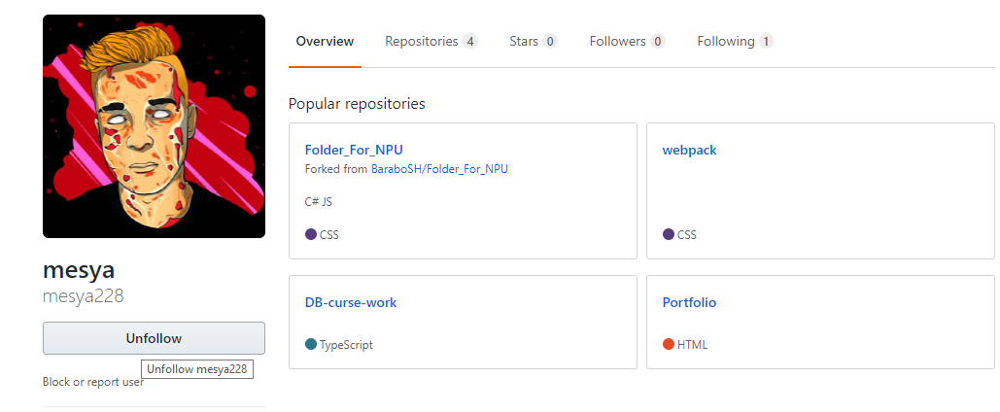 Overview Repositories 4 Stars 0 Followers 0 Following 1
Popular repositories
Folder_For_NPU
Forked from BaraboSH/Folder_For_NPU
C# JS
CSS
webpack
CSS
DB-curse-work
TypeScript
Portfolio
HTML
mesya
mesya228
Unfollow
Unfollow mesya228
Block or report user